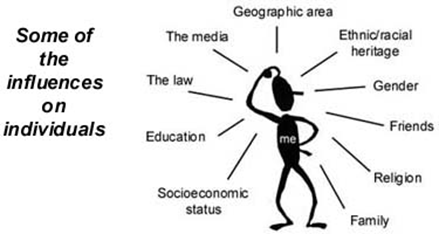 Some of
the
influences
on
individuals
Geographic area
The media
Ethnic/racial
heritage
The law
Gender
Education
Friends
me
Socioeconomic
status
Religion
Family